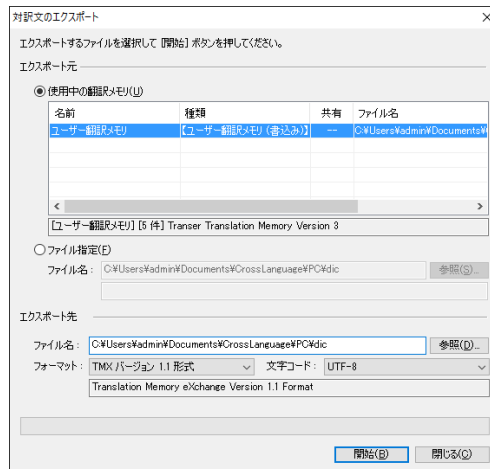 対訳文のエクスポート
エクスポートするファイルを選択して [開始] ボタンを押してください。
エクスポート元
使用中の翻訳メモリ(U)
名前 種類 共有 ファイル名
ユーザー翻訳メモリ 【ユーザー翻訳メモリ (書込み)】 -- C:¥Users¥admin¥Documents¥
[ユーザー翻訳メモリ] [5 件] Transer Translation Memory Version 3
ファイル指定(F)
ファイル名： C:¥Users¥admin¥Documents¥CrossLanguage¥PC¥dic 参照(S)...
エクスポート先
ファイル名： C:¥Users¥admin¥Documents¥CrossLanguage¥PC¥dic 参照(D)...
フォーマット： TMX バージョン 1.1 形式 文字コード： UTF-8
Translation Memory eXchange Version 1.1 Format
開始(B) 閉じる(C)